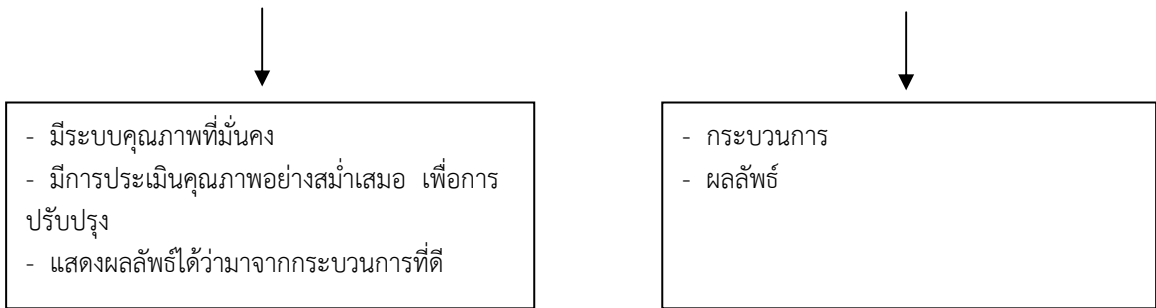 - มีระบบคุณภาพที่มั่นคง
- มีการประเมินคุณภาพอย่างสม่ำเสมอ เพื่อการ
ปรับปรุง
- แสดงผลลัพธ์ได้ว่ามาจากกระบวนการที่ดี
- กระบวนการ
- ผลลัพธ์